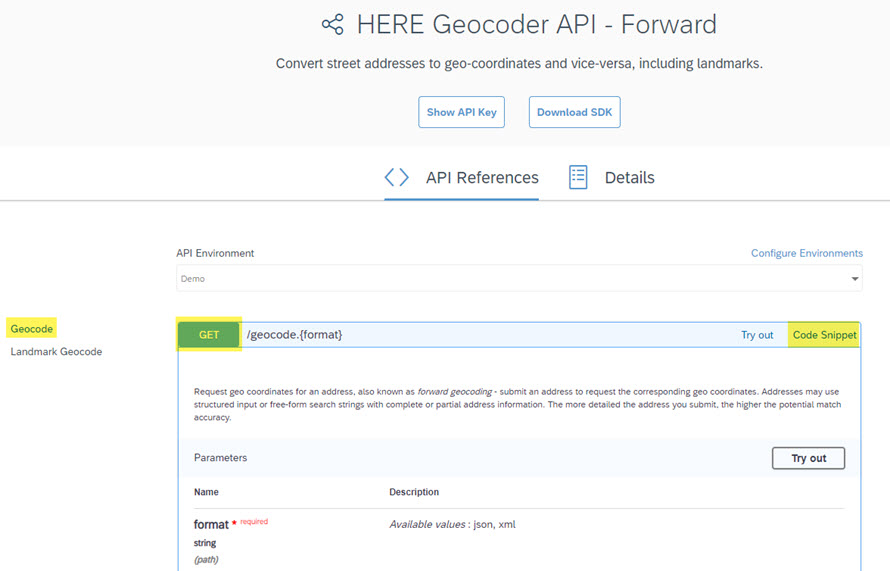 HERE Geocoder API - Forward
Convert street addresses to geo-coordinates and vice-versa, including landmarks.
Show API Key
Download SDK
API References
Details
API Environment
Configure Environments
Demo
Geocode
Landmark Geocode
GET
/geocode.{format}
Try out
Code Snippet
Request geo coordinates for an address, also known as forward geocoding - submit an address to request the corresponding geo coordinates. Addresses may use
structured input or free-form search strings with complete or partial address information. The more detailed the address you submit, the higher the potential match
accuracy.
Parameters
Try out
Name
Description
format * required
Available values : json, xml
string
(path)